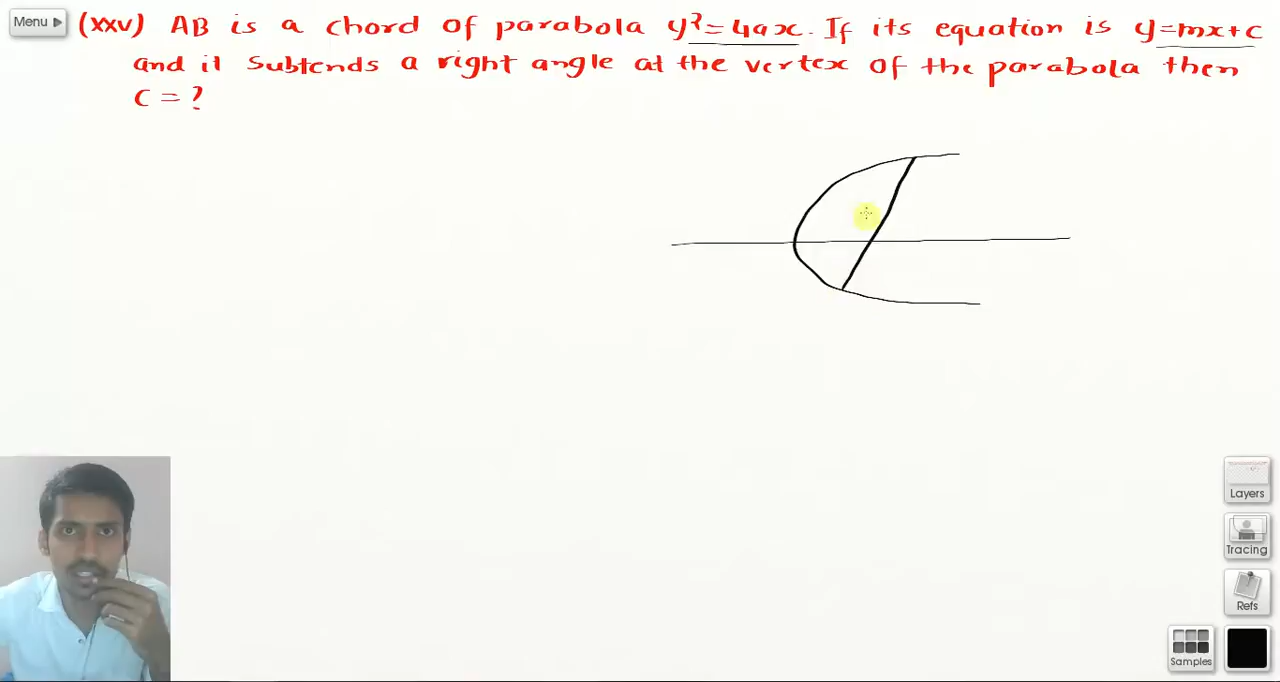 Menu
(xxv) AB is a chord of parabola y²=4ax. If its equation is y=mx+c
and it subtends a right angle at the vertex of the parabola then
c = ?
Layers
Tracing
Refs
Samples